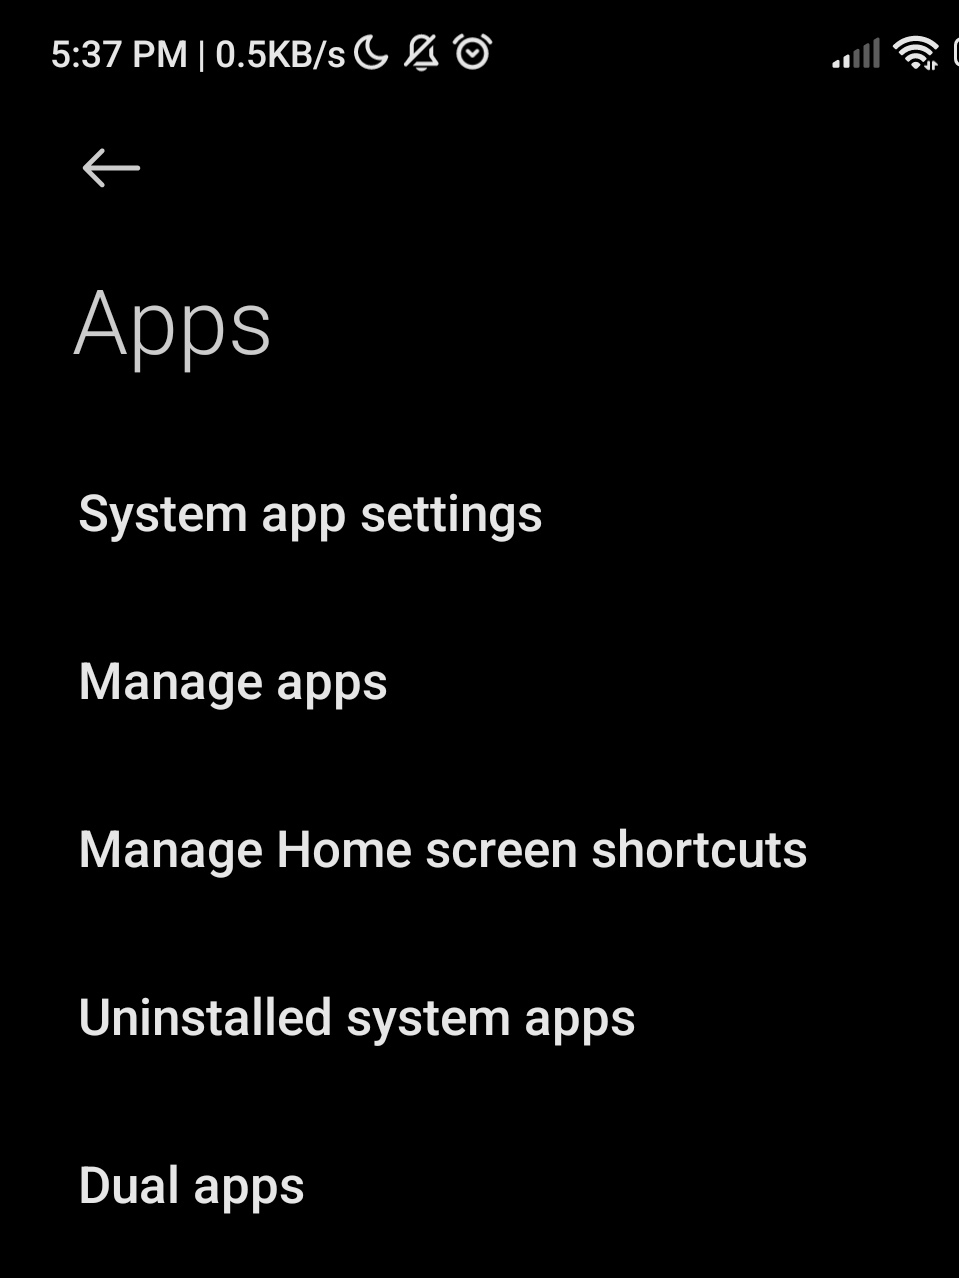 5:37 PM | 0.5KB/s
Apps
System app settings
Manage apps
Manage Home screen shortcuts
Uninstalled system apps
Dual apps